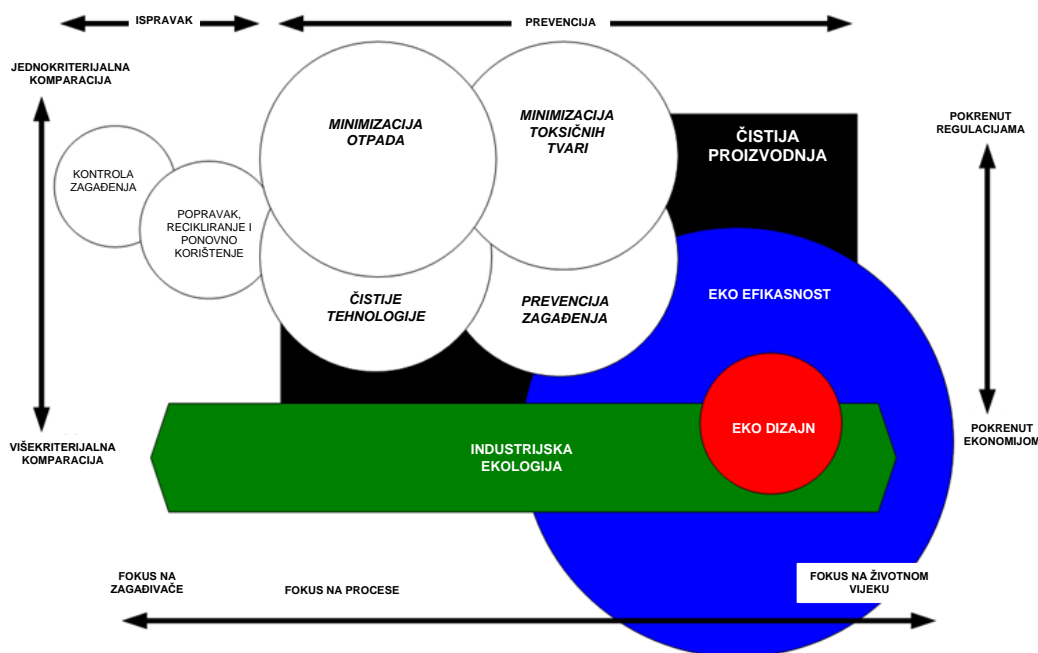 ISPRAVAK
PREVENCIJA
JEDNOKRITERIJALNA
KOMPARACIJA
MINIMIZACIJA
OTPADA
MINIMIZACIJA
TOKSIČNIH
TVARI
ČISTIJA
PROIZVODNJA
POKRENUT
REGULACIJAMA
KONTROLA
ZAGAĐENJA
POPRAVAK,
RECIKLIRANJE I
PONOVNO
KORIŠTENJE
ČISTIJE
TEHNOLOGIJE
PREVENCIJA
ZAGAĐENJA
EKO EFIKASNOST
VIŠEKRITERIJALNA
KOMPARACIJA
INDUSTRIJSKA
EKOLOGIJA
EKO DIZAJN
POKRENUT
EKONOMIJOM
FOKUS NA
ZAGAĐIVAČE
FOKUS NA PROCESE
FOKUS NA ŽIVOTNOM
VIJEKU